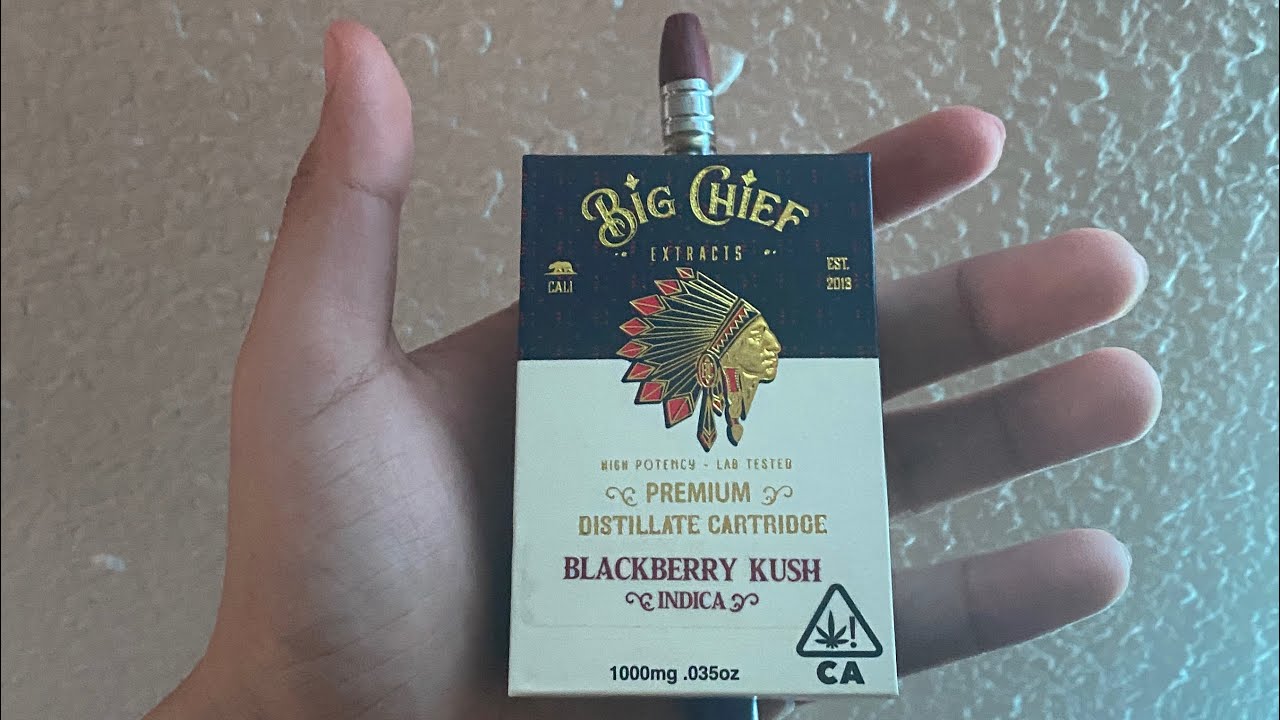 BIG CHIEF
EXTRACTS
CALI
EST.
2013
HIGH POTENCY - LAB TESTED
PREMIUM
DISTILLATE CARTRIDGE
BLACKBERRY KUSH
INDICA
!
CA
1000mg .035oz